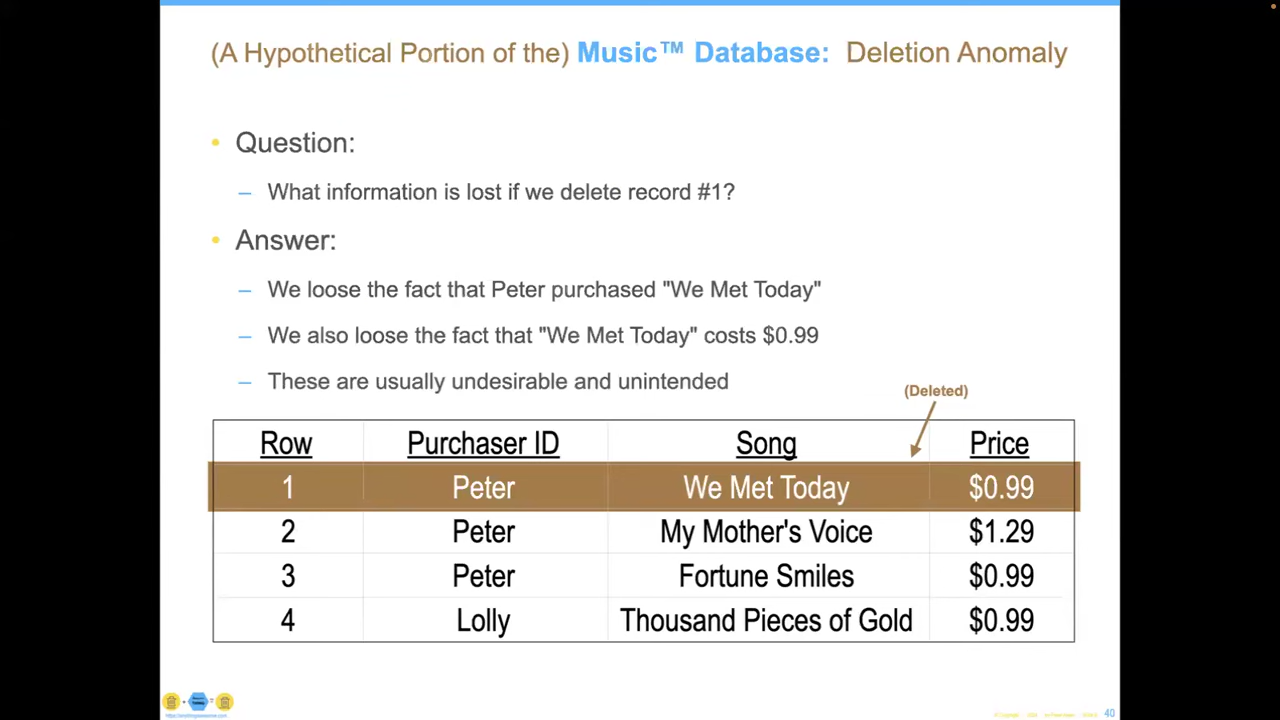 (A Hypothetical Portion of the) Music™ Database: Deletion Anomaly
• Question:
– What information is lost if we delete record #1?
• Answer:
– We loose the fact that Peter purchased "We Met Today"
– We also loose the fact that "We Met Today" costs $0.99
– These are usually undesirable and unintended
(Deleted)
Row Purchaser ID Song Price
1 Peter We Met Today $0.99
2 Peter My Mother's Voice $1.29
3 Peter Fortune Smiles $0.99
4 Lolly Thousand Pieces of Gold $0.99
40